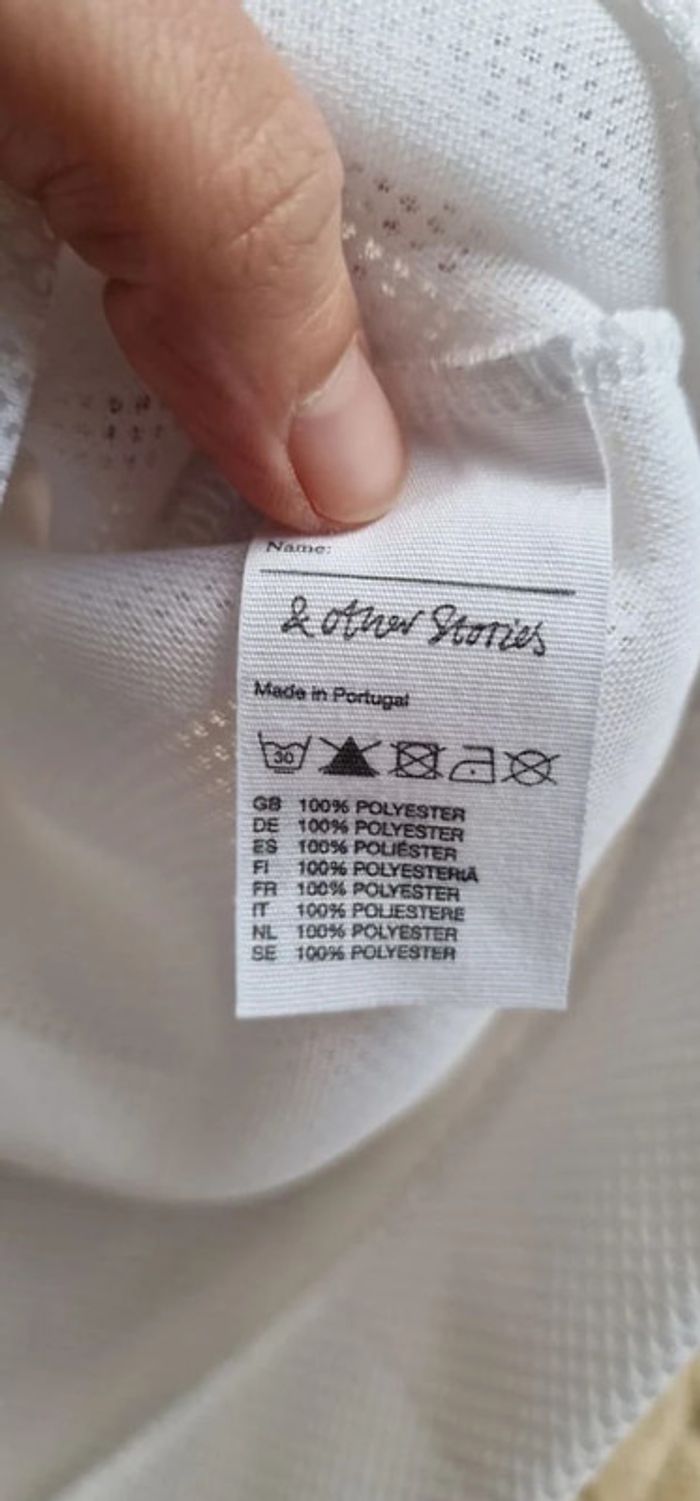 Name:
& other Stories
Made in Portugal
30
GB 100% POLYESTER
DE 100% POLYESTER
ES 100% POLIÉSTER
FI 100% POLYESTERIÄ
FR 100% POLYESTER
IT 100% POLIESTERE
NL 100% POLYESTER
SE 100% POLYESTER